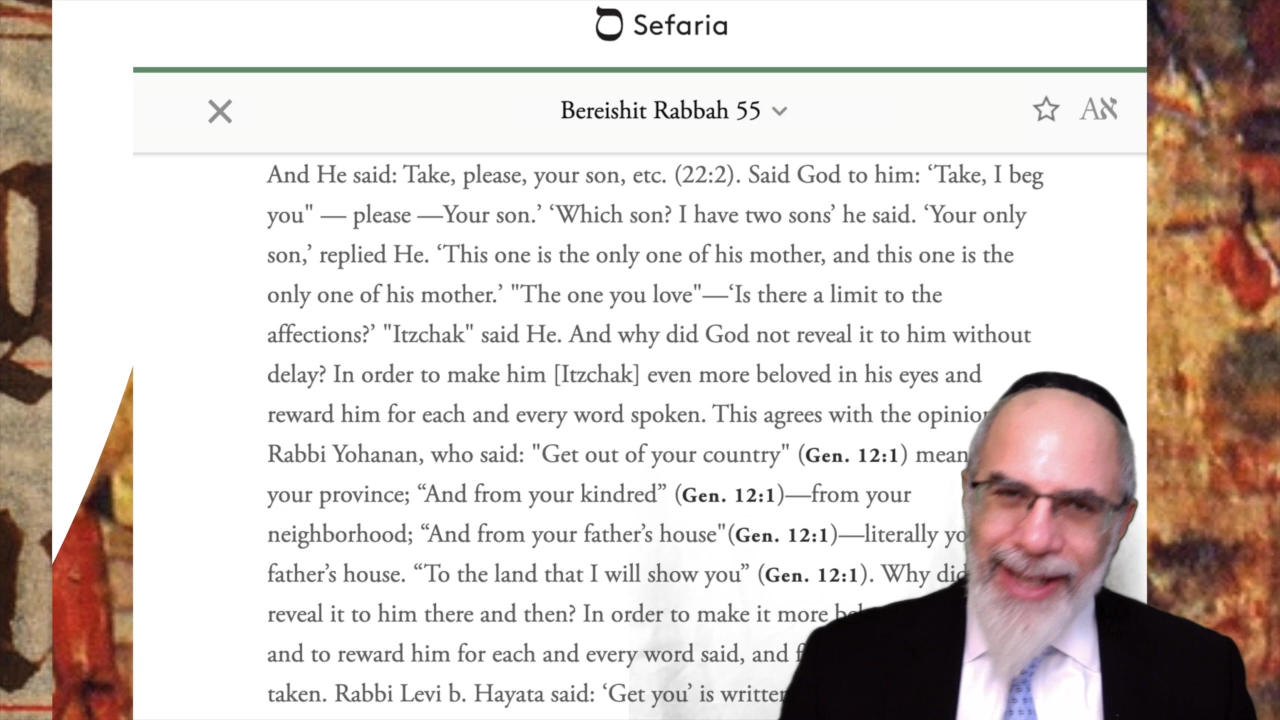 Sefaria
Bereishit Rabbah 55
Aא
And He said: Take, please, your son, etc. (22:2). Said God to him: ‘Take, I beg
you" — please —Your son.’ ‘Which son? I have two sons’ he said. ‘Your only
son,’ replied He. ‘This one is the only one of his mother, and this one is the
only one of his mother.’ "The one you love"—‘Is there a limit to the
affections?’ "Itzchak" said He. And why did God not reveal it to him without
delay? In order to make him [Itzchak] even more beloved in his eyes and
reward him for each and every word spoken. This agrees with the
Rabbi Yohanan, who said: "Get out of your country" (Gen. 12:1)
your province; “And from your kindred” (Gen. 12:1)—from your
neighborhood; “And from your father’s house"(Gen. 12:1)—literally
father’s house. “To the land that I will show you” (Gen. 12:1). Why did
reveal it to him there and then? In order to make it more
and to reward him for each and every word said, and
taken. Rabbi Levi b. Hayata said: ‘Get you’ is written